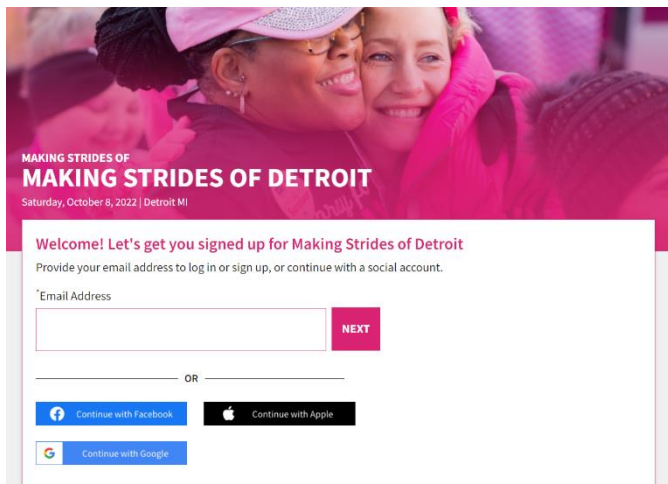 MAKING STRIDES OF
MAKING STRIDES OF DETROIT
Saturday, October 8, 2022 | Detroit MI
Welcome! Let's get you signed up for Making Strides of Detroit
Provide your email address to log in or sign up, or continue with a social account.
*Email Address
NEXT
OR
Continue with Facebook
Continue with Apple
Continue with Google